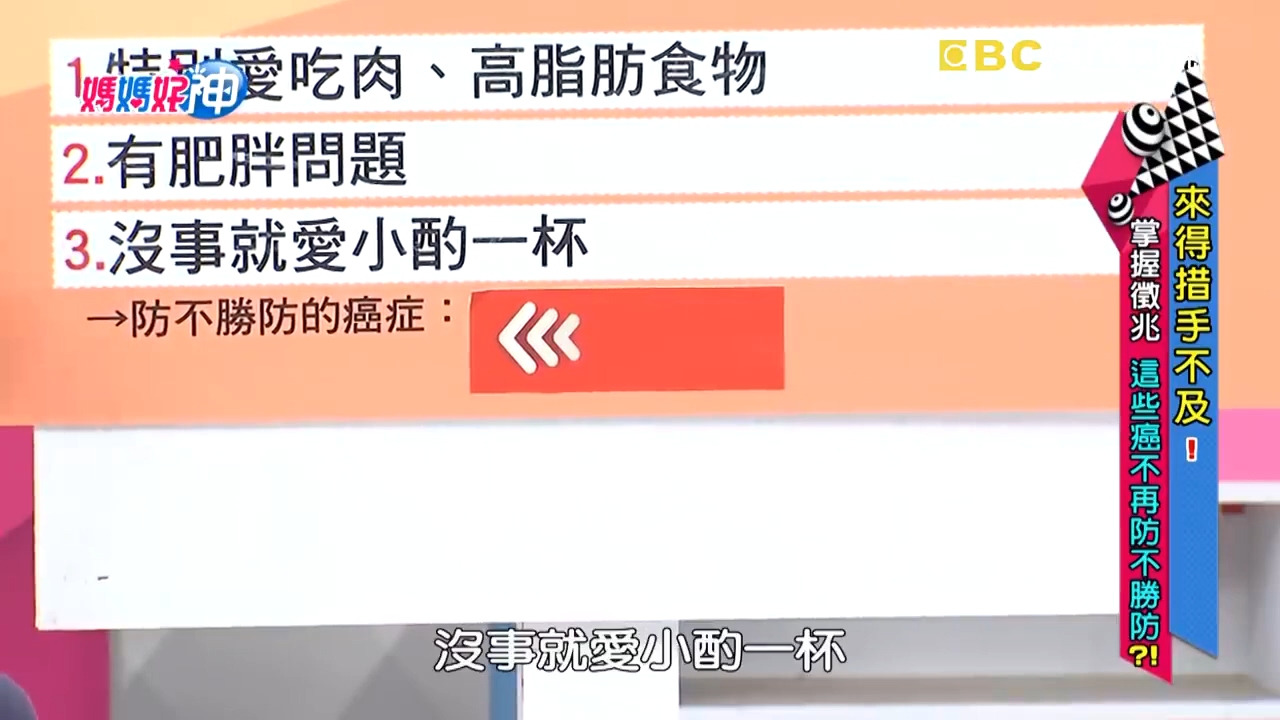 1.特別愛吃肉、高脂肪食物
媽媽好神
EBC
2.有肥胖問題
3.沒事就愛小酌一杯
→防不勝防的癌症：
來得措手不及！
掌握徵兆 這些癌不再防不勝防?!
沒事就愛小酌一杯